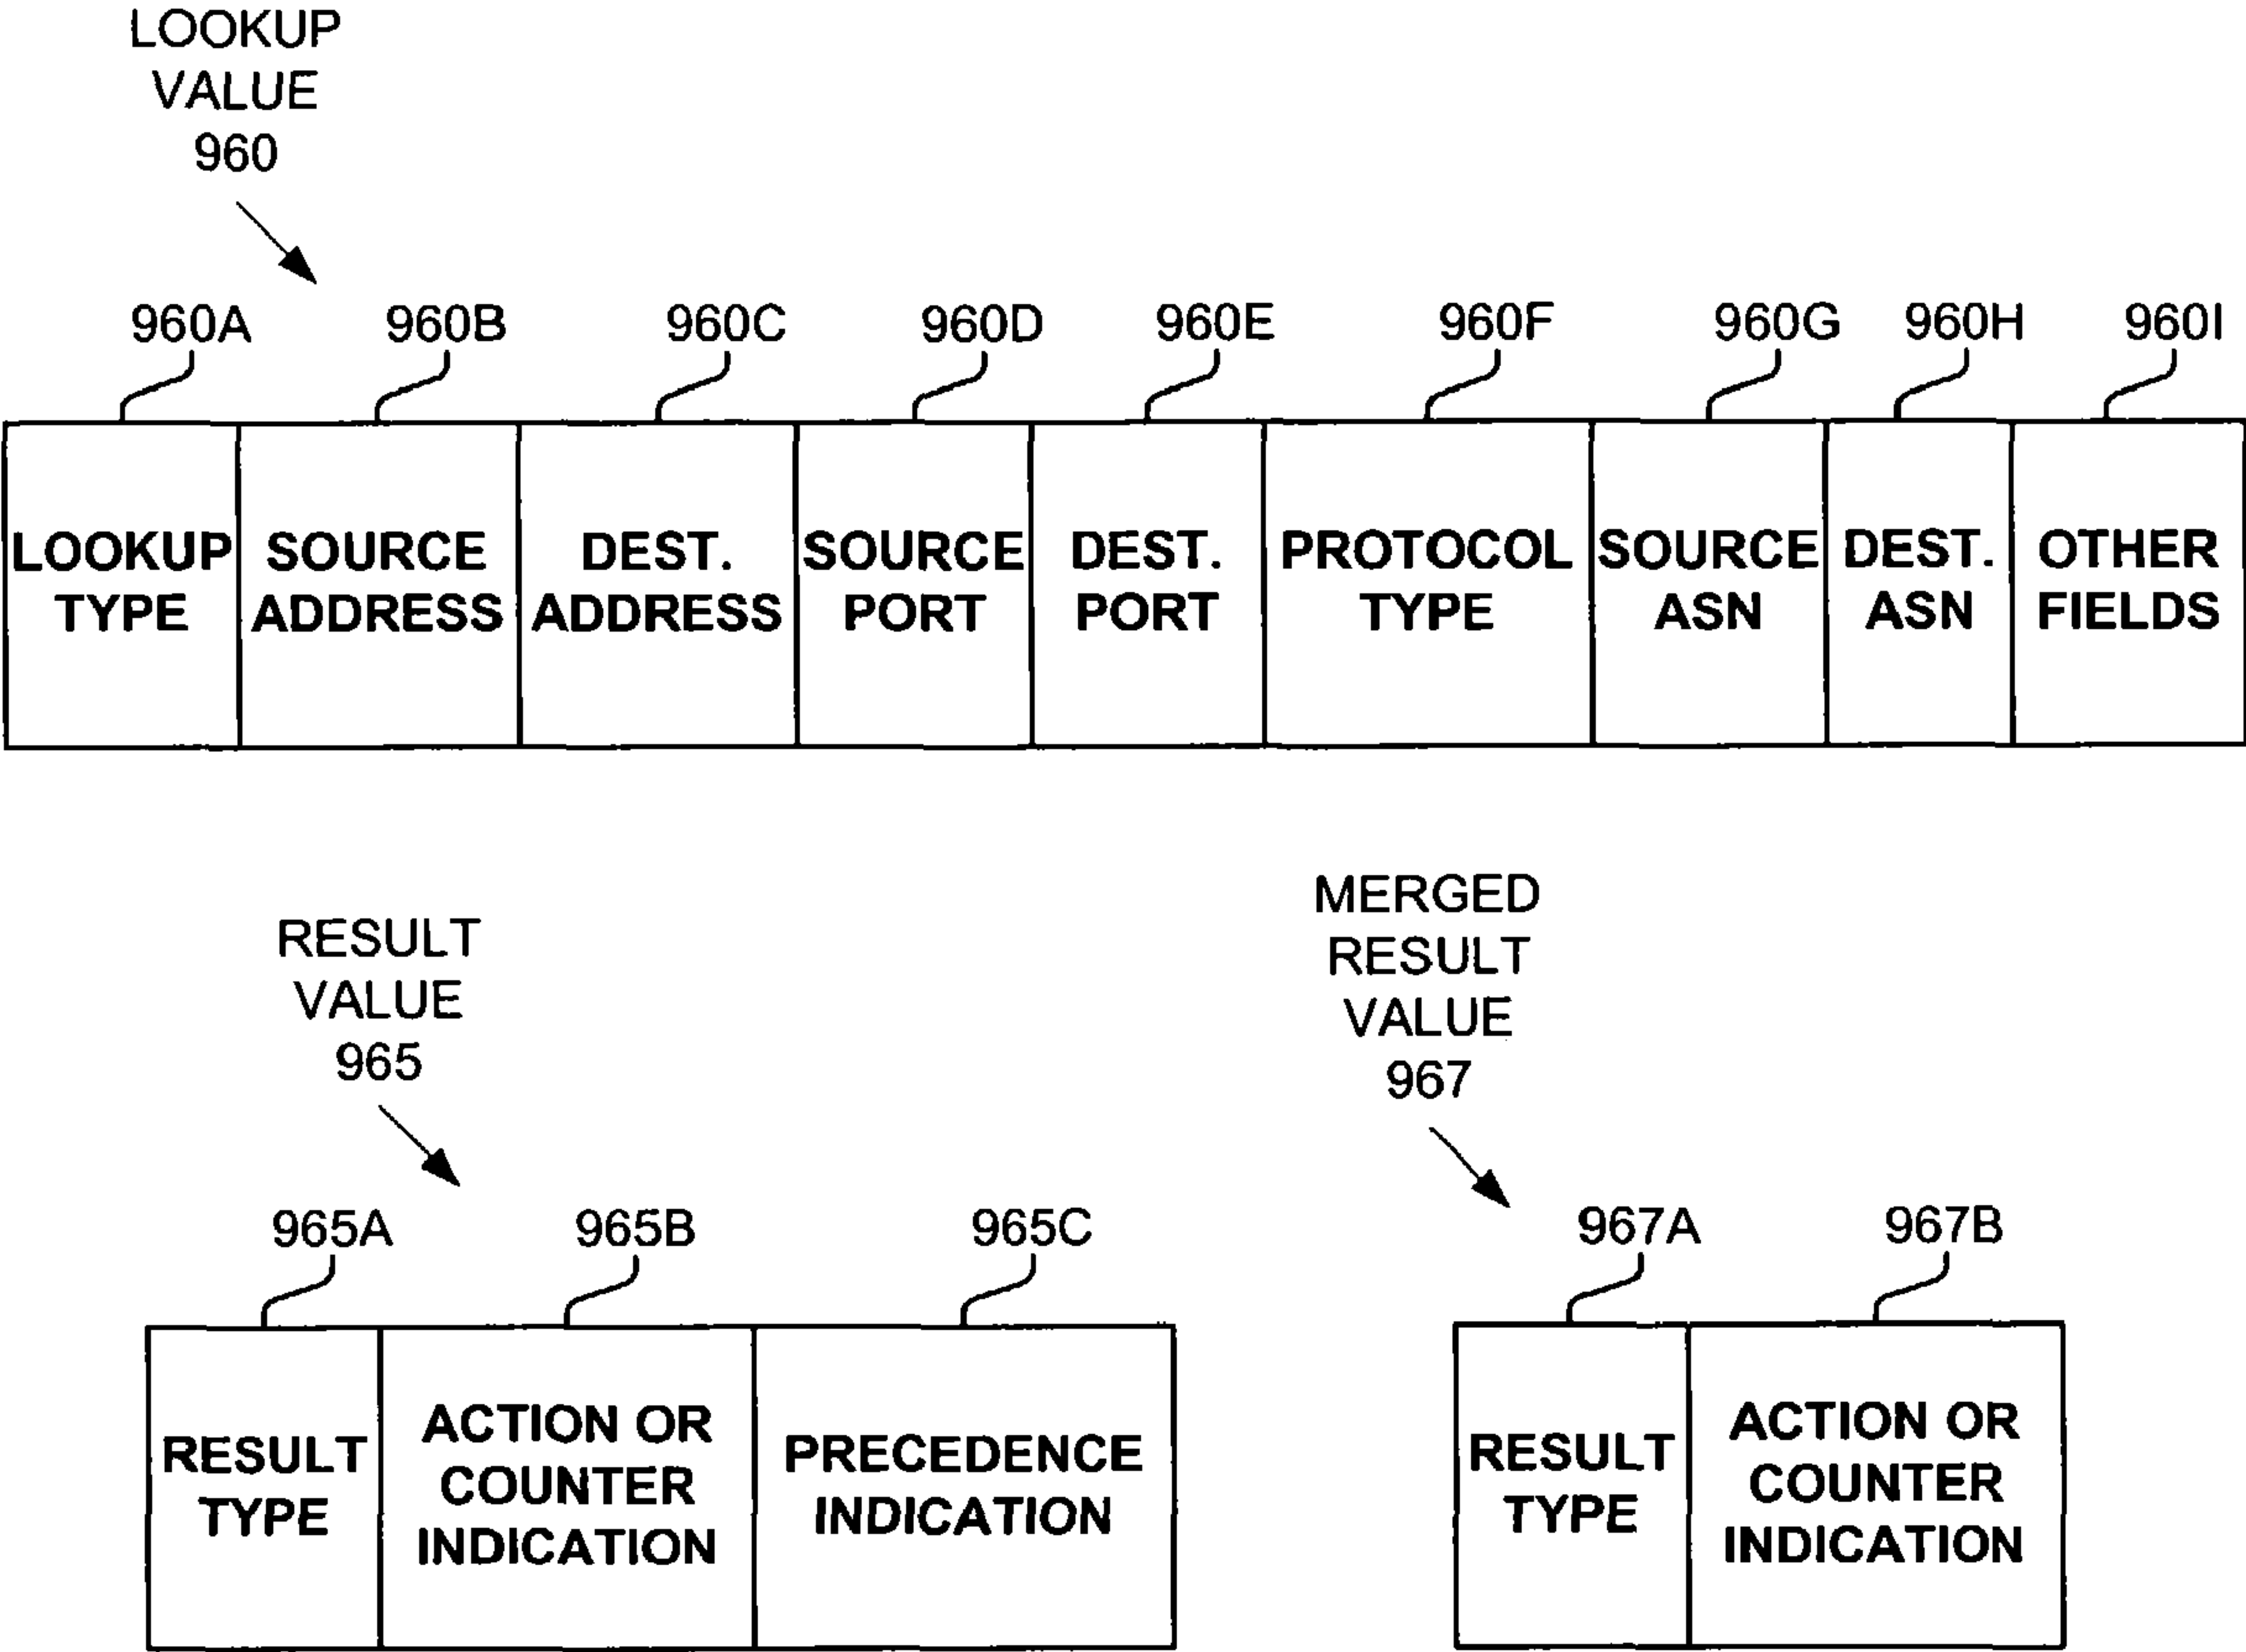 LOOKUP
VALUE
960
960A 960B 960C 960D 960E 960F 960G 960H 960I
LOOKUP
TYPE
SOURCE
ADDRESS
DEST.
ADDRESS
SOURCE
PORT
DEST.
PORT
PROTOCOL
TYPE
SOURCE
ASN
DEST.
ASN
OTHER
FIELDS
RESULT
VALUE
965
965A 965B 965C
RESULT
TYPE
ACTION OR
COUNTER
INDICATION
PRECEDENCE
INDICATION
MERGED
RESULT
VALUE
967
967A 967B
RESULT
TYPE
ACTION OR
COUNTER
INDICATION